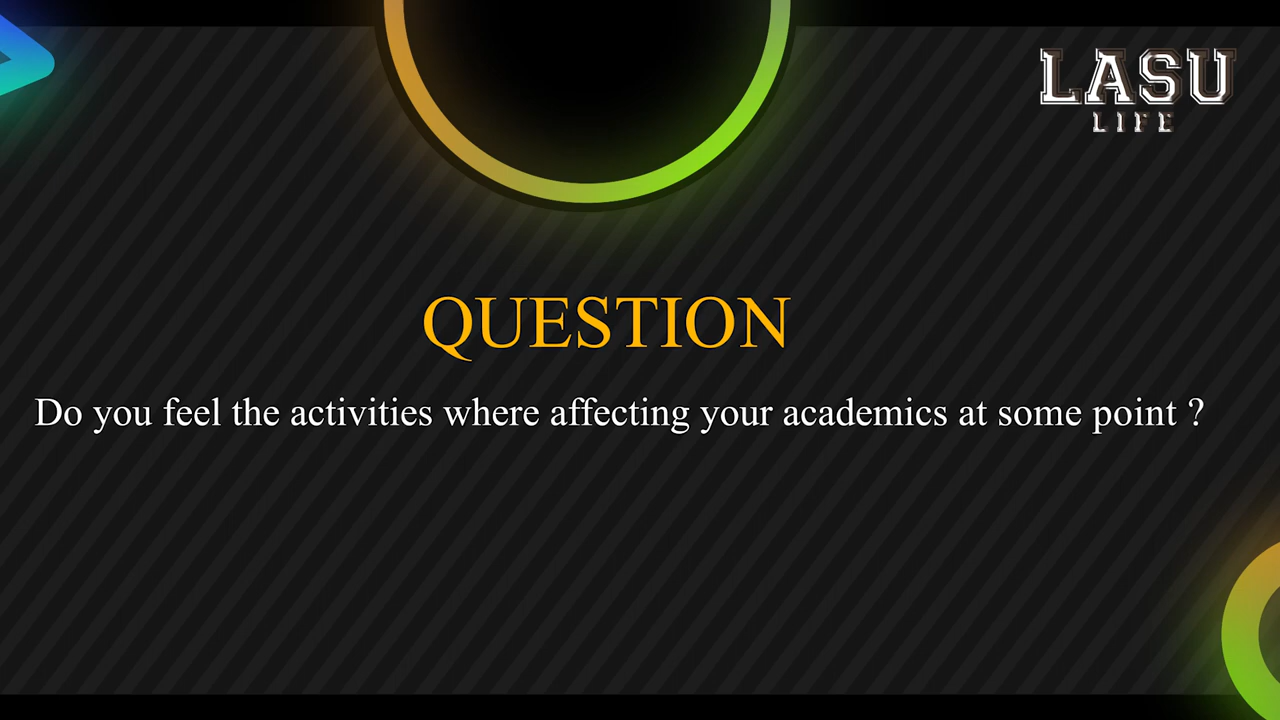 LASU
LIFE
QUESTION
Do you feel the activities where affecting your academics at some point ?